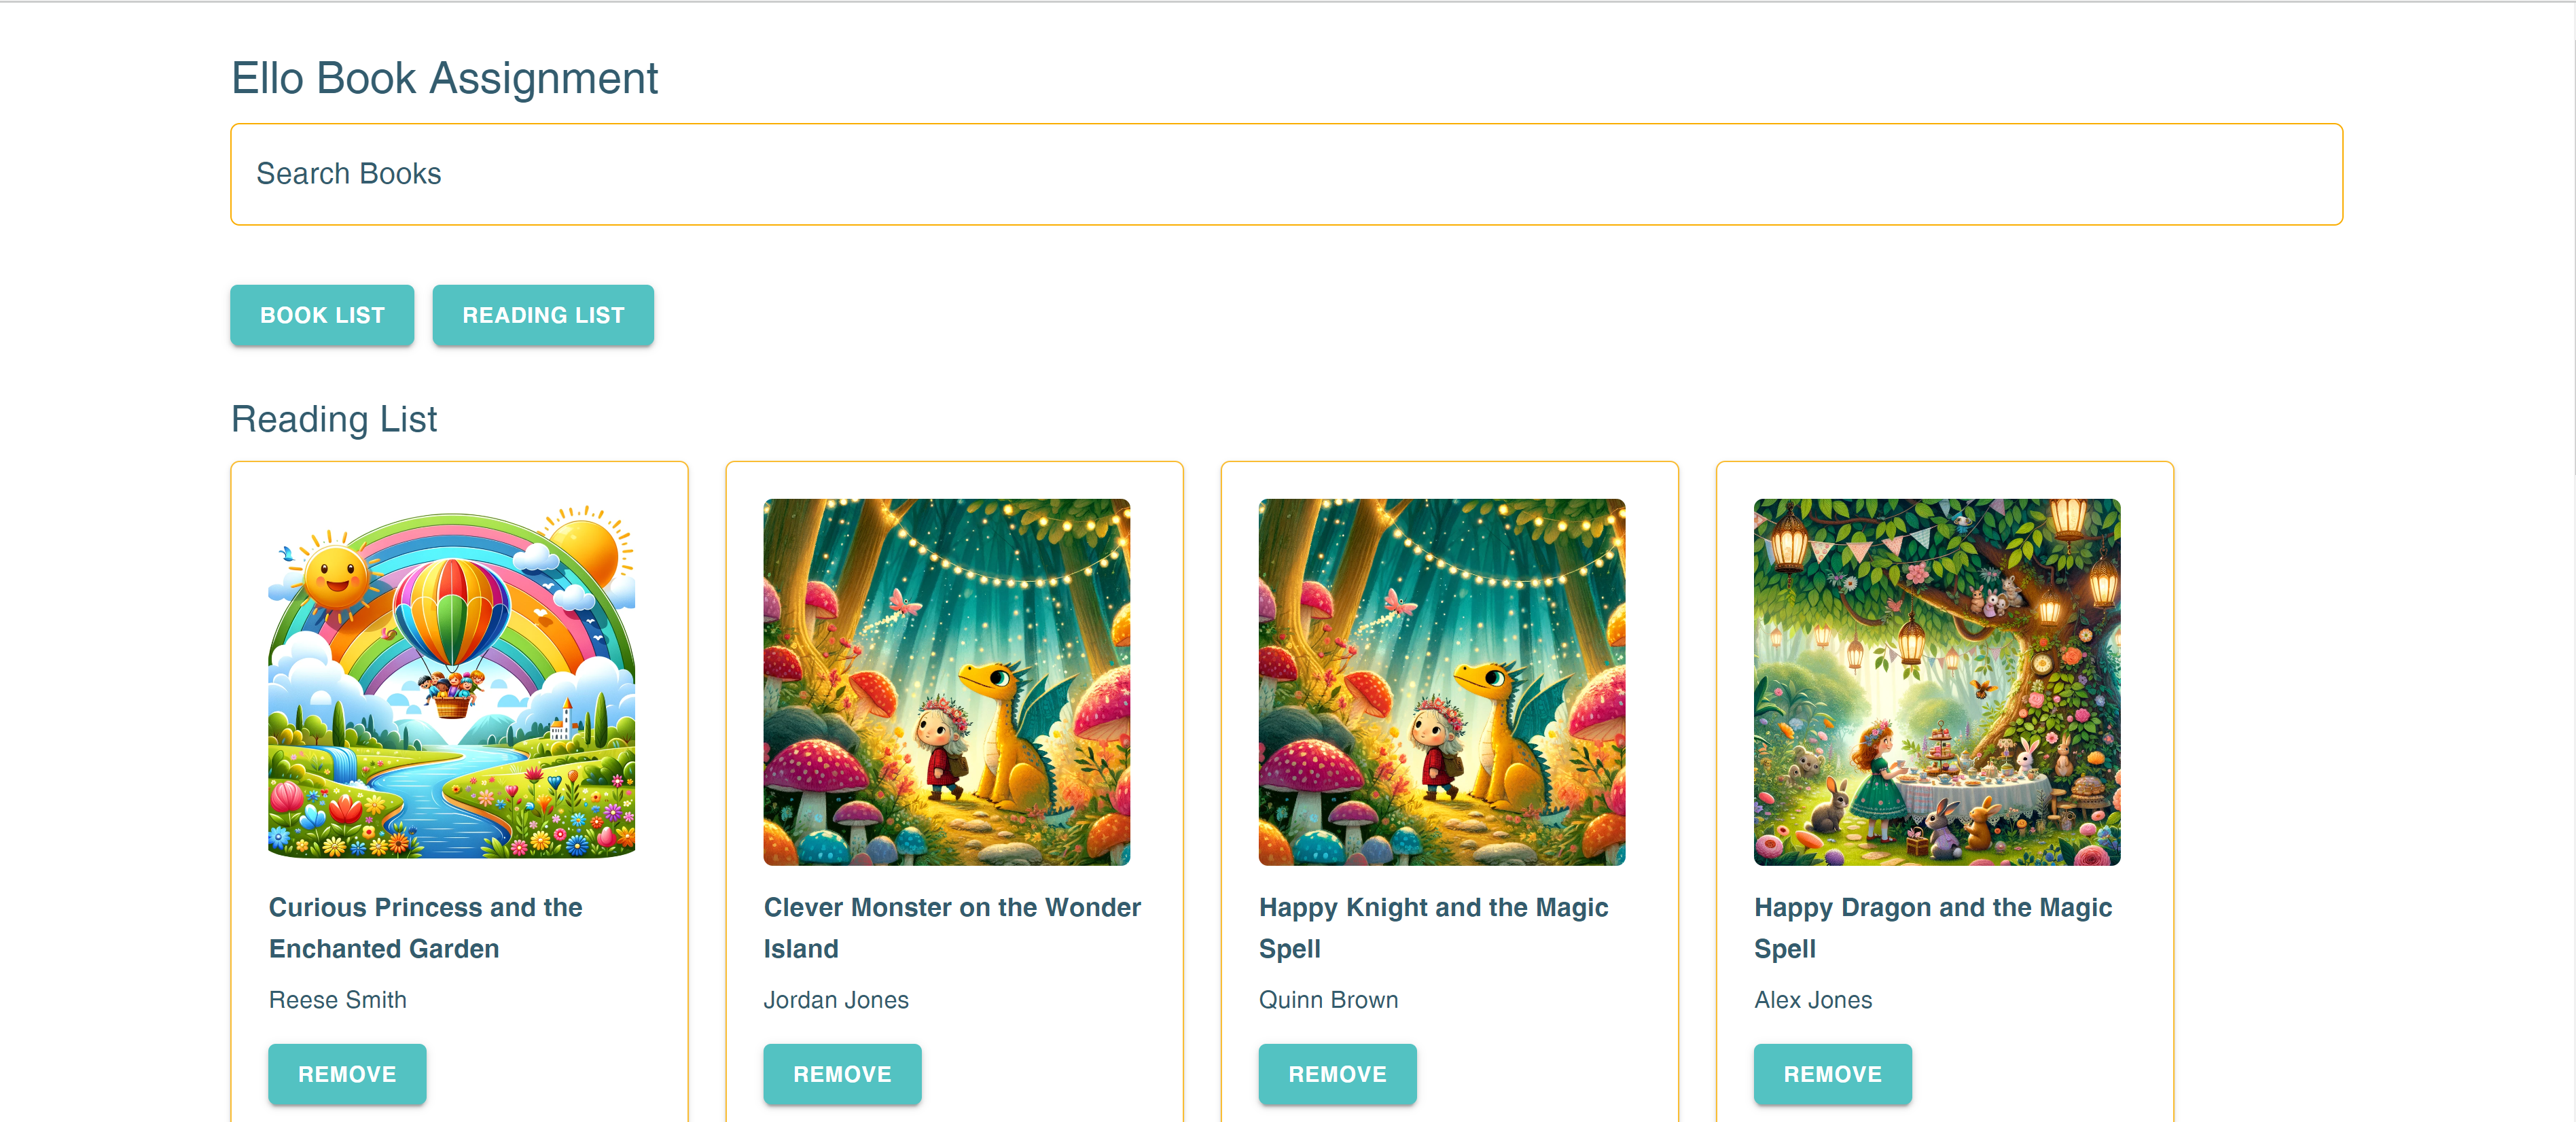 Ello Book Assignment
Search Books
BOOK LIST
READING LIST
Reading List
Curious Princess and the
Enchanted Garden
Reese Smith
REMOVE
Clever Monster on the Wonder
Island
Jordan Jones
REMOVE
Happy Knight and the Magic
Spell
Quinn Brown
REMOVE
Happy Dragon and the Magic
Spell
Alex Jones
REMOVE